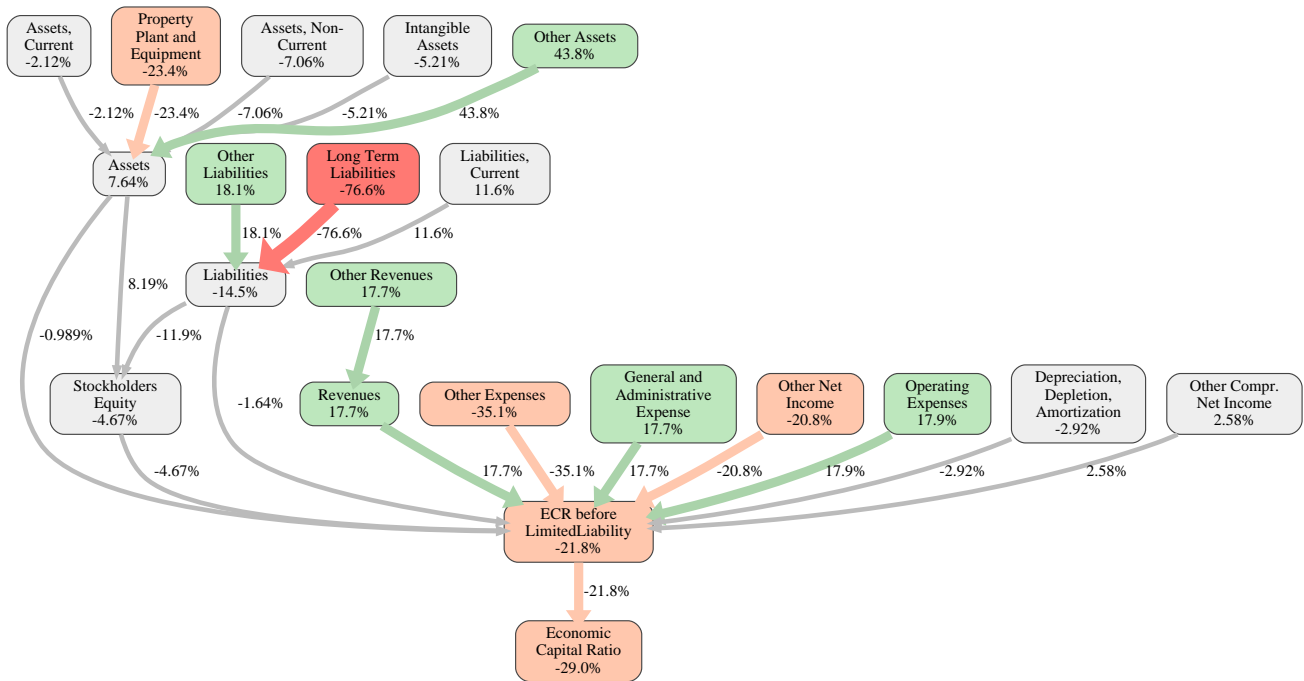 Assets,
Current
-2.12%
Property
Plant and
Equipment
-23.4%
Assets, Non-
Current
-7.06%
Intangible
Assets
-5.21%
Other Assets
43.8%
-2.12%
-23.4%
-7.06%
-5.21%
43.8%
Assets
7.64%
Other
Liabilities
18.1%
Long Term
Liabilities
-76.6%
Liabilities,
Current
11.6%
18.1%
-76.6%
11.6%
Liabilities
-14.5%
Other Revenues
17.7%
8.19%
-0.989%
-11.9%
17.7%
Stockholders
Equity
-4.67%
-1.64%
Revenues
17.7%
Other Expenses
-35.1%
General and
Administrative
Expense
17.7%
Other Net
Income
-20.8%
Operating
Expenses
17.9%
Depreciation,
Depletion,
Amortization
-2.92%
Other Compr.
Net Income
2.58%
-4.67%
17.7%
-35.1%
17.7%
-20.8%
17.9%
-2.92%
2.58%
ECR before
LimitedLiability
-21.8%
-21.8%
Economic
Capital Ratio
-29.0%